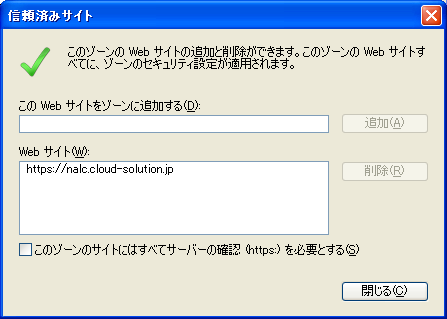 信頼済みサイト
このゾーンの Web サイトの追加と削除ができます。このゾーンの Web サイトす
べてに、ゾーンのセキュリティ設定が適用されます。
この Web サイトをゾーンに追加する(D):
追加(A)
Web サイト(W):
https://nalc.cloud-solution.jp
削除(R)
このゾーンのサイトにはすべてサーバーの確認 (https:) を必要とする(S)
閉じる(C)